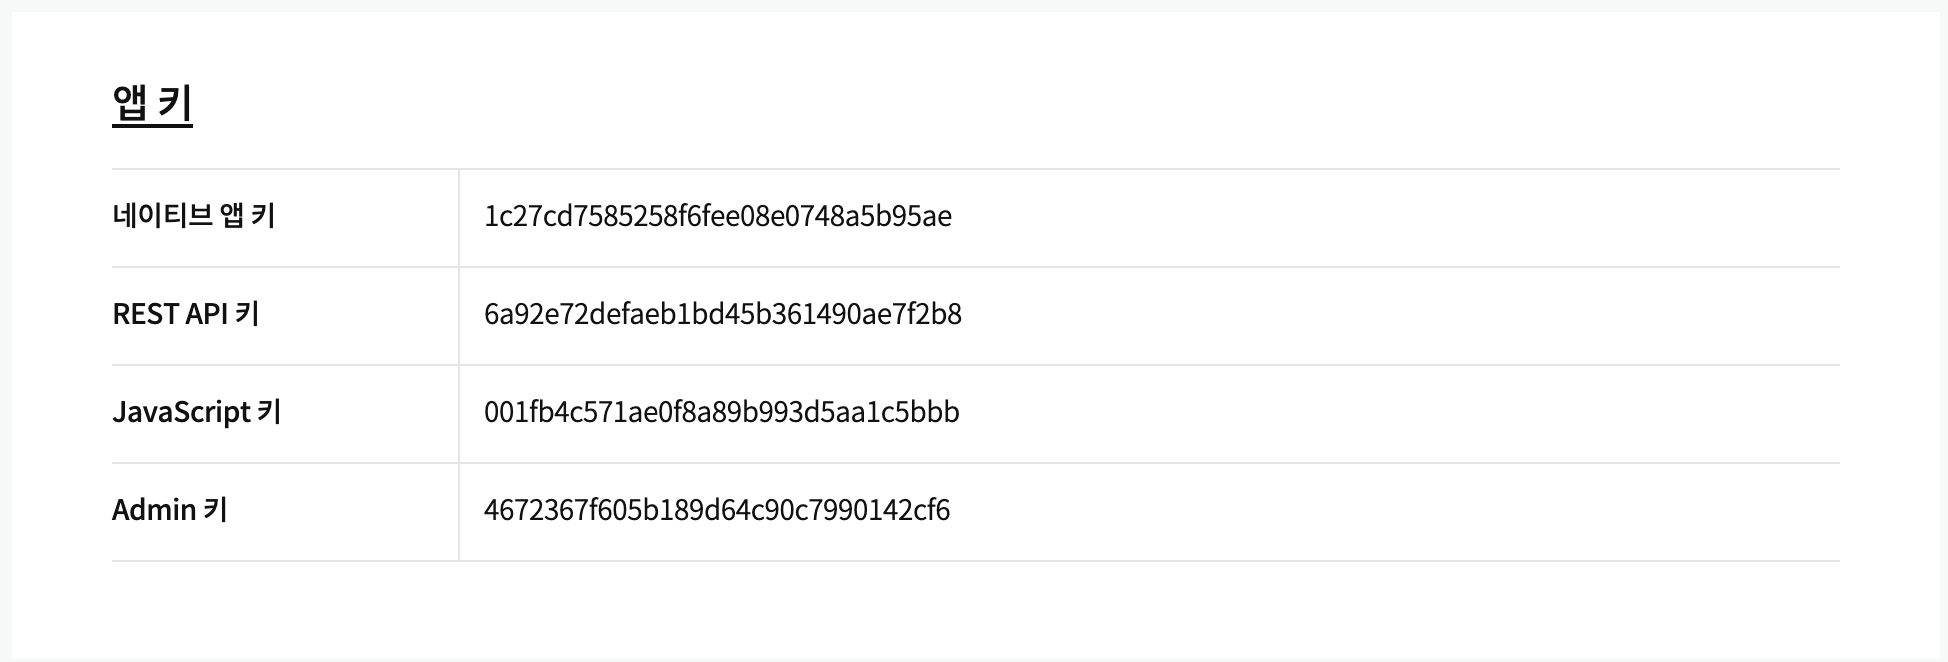 앱 키
네이티브 앱 키 1c27cd7585258f6fee08e0748a5b95ae
REST API 키 6a92e72defaeb1bd45b361490ae7f2b8
JavaScript 키 001fb4c571ae0f8a89b993d5aa1c5bbb
Admin 키 4672367f605b189d64c90c7990142cf6